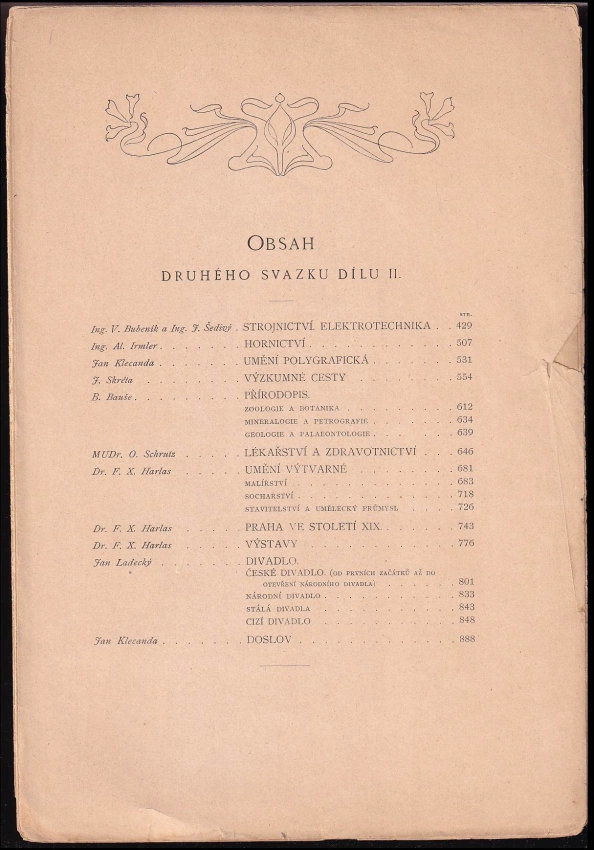 OBSAH
DRUHÉHO SVAZKU DÍLU II.
STR.
Ing. V. Bubeník a Ing. J. Šedivý . STROJNICTVÍ. ELEKTROTECHNIKA . . 429
Ing. Al. Irmler . . . . . . . HORNICTVÍ . . . . . . . . . . 507
Jan Klecanda . . . . . . . UMĚNÍ POLYGRAFICKÁ . . . . . . 531
J. Skréta . . . . . . . . VÝZKUMNÉ CESTY . . . . . . . 554
B. Bauše . . . . . . . . . PŘÍRODOPIS.
ZOOLOGIE A BOTANIKA . . . . . . . . 612
MINERALOGIE A PETROGRAFIE . . . . . . 634
GEOLOGIE A PALAEONTOLOGIE . . . . . . 639
MUDr. O. Schrutz . . . . . LÉKAŘSTVÍ A ZDRAVOTNICTVÍ . . . 646
Dr. F. X. Harlas . . . . . . UMĚNÍ VÝTVARNÉ . . . . . . . 681
MALÍŘSTVÍ . . . . . . . . . . 683
SOCHAŘSTVÍ . . . . . . . . . . 718
STAVITELSTVÍ A UMĚLECKÝ PRŮMYSL . . . . 726
Dr. F. X. Harlas . . . . . . PRAHA VE STOLETÍ XIX. . . . . . 743
Dr. F. X. Harlas . . . . . . VÝSTAVY . . . . . . . . . . 776
Jan Ladecký . . . . . . . DIVADLO.
ČESKÉ DIVADLO. (OD PRVNÍCH ZAČÁTKŮ AŽ DO
OTEVŘENÍ NÁRODNÍHO DIVADLA) . . . . . 801
NÁRODNÍ DIVADLO . . . . . . . . . 833
STÁLÁ DIVADLA . . . . . . . . . . 843
CIZÍ DIVADLO . . . . . . . . . . 848
Jan Klecanda . . . . . . . DOSLOV . . . . . . . . . . . 888